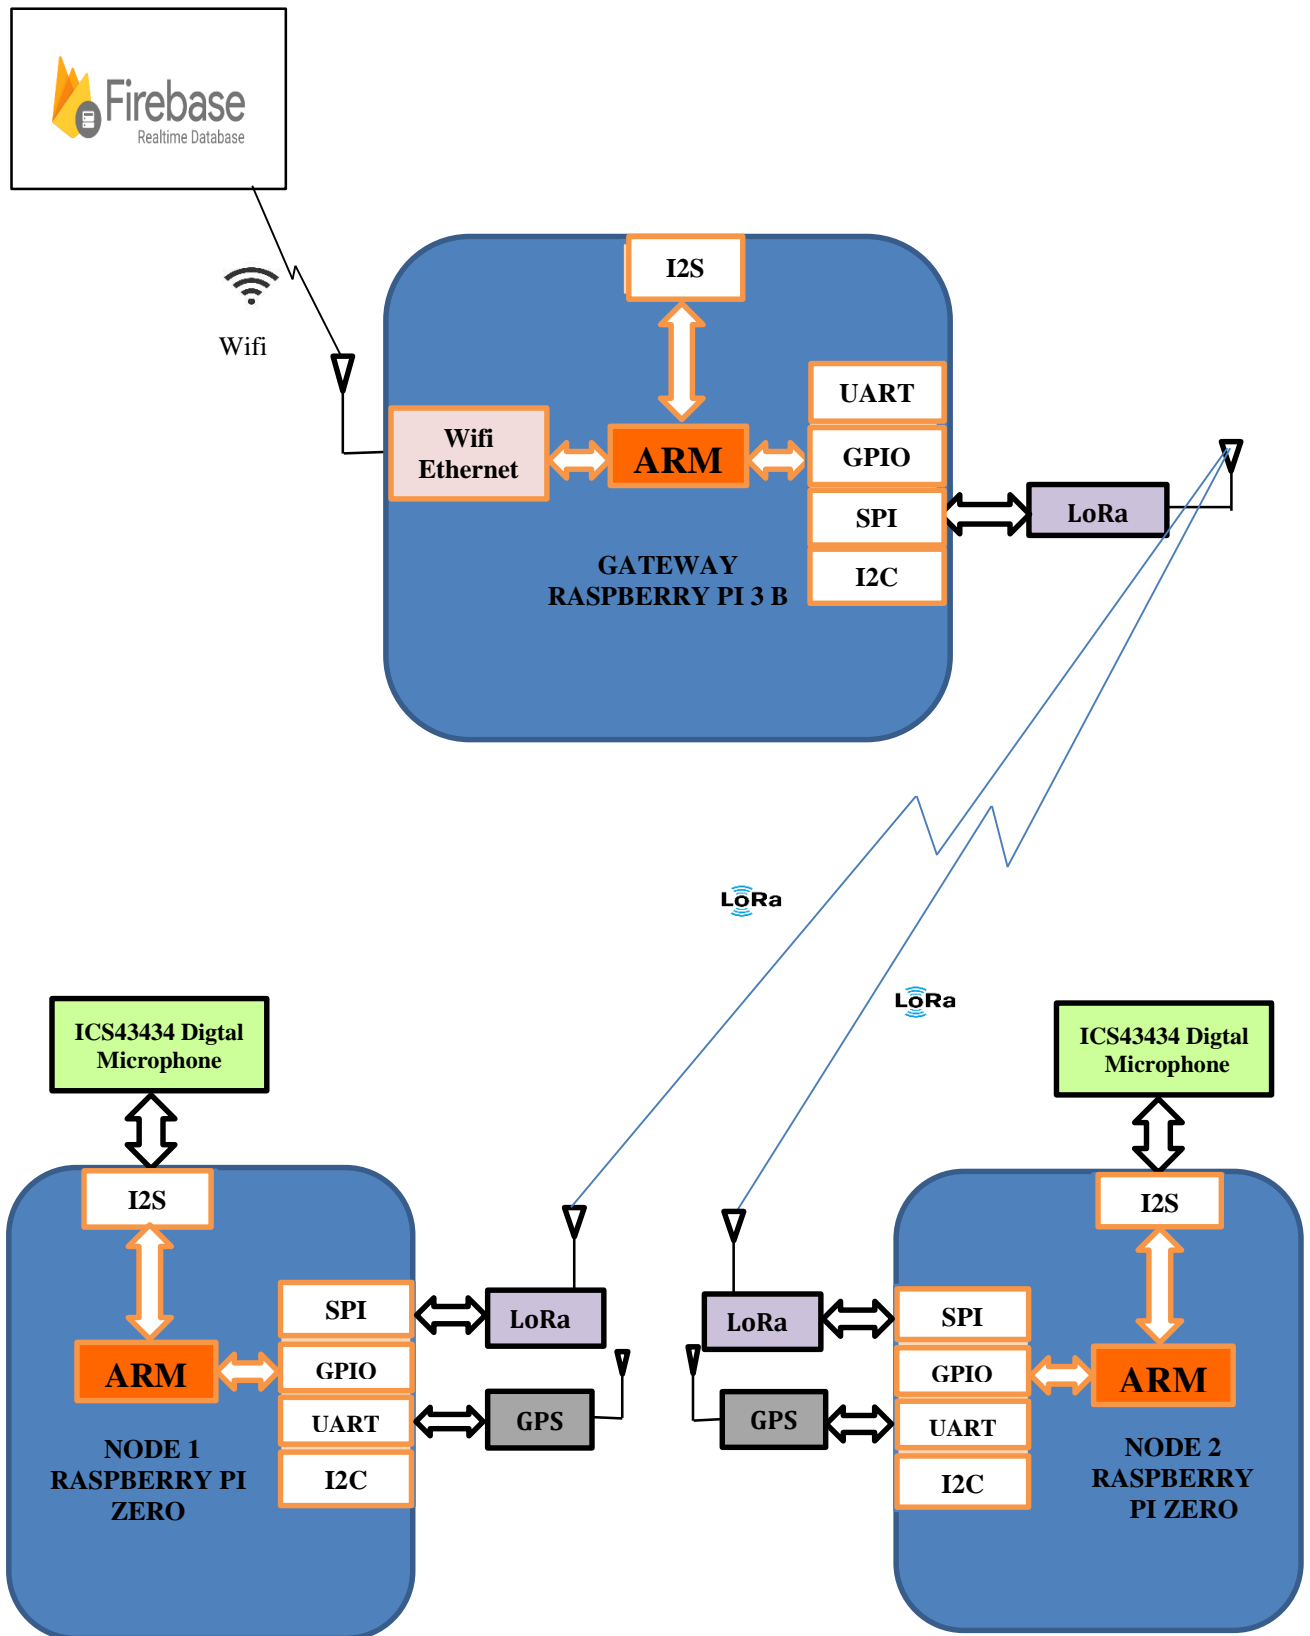 Firebase
Realtime Database
Wifi
I2S
UART
Wifi
Ethernet
ARM
GPIO
SPI
LoRa
I2C
GATEWAY
RASPBERRY PI 3 B
LoRa
LoRa
ICS43434 Digtal
Microphone
I2S
SPI
LoRa
ARM
GPIO
UART
GPS
I2C
NODE 1
RASPBERRY PI
ZERO
ICS43434 Digtal
Microphone
I2S
LoRa
SPI
GPIO
ARM
GPS
UART
I2C
NODE 2
RASPBERRY
PI ZERO